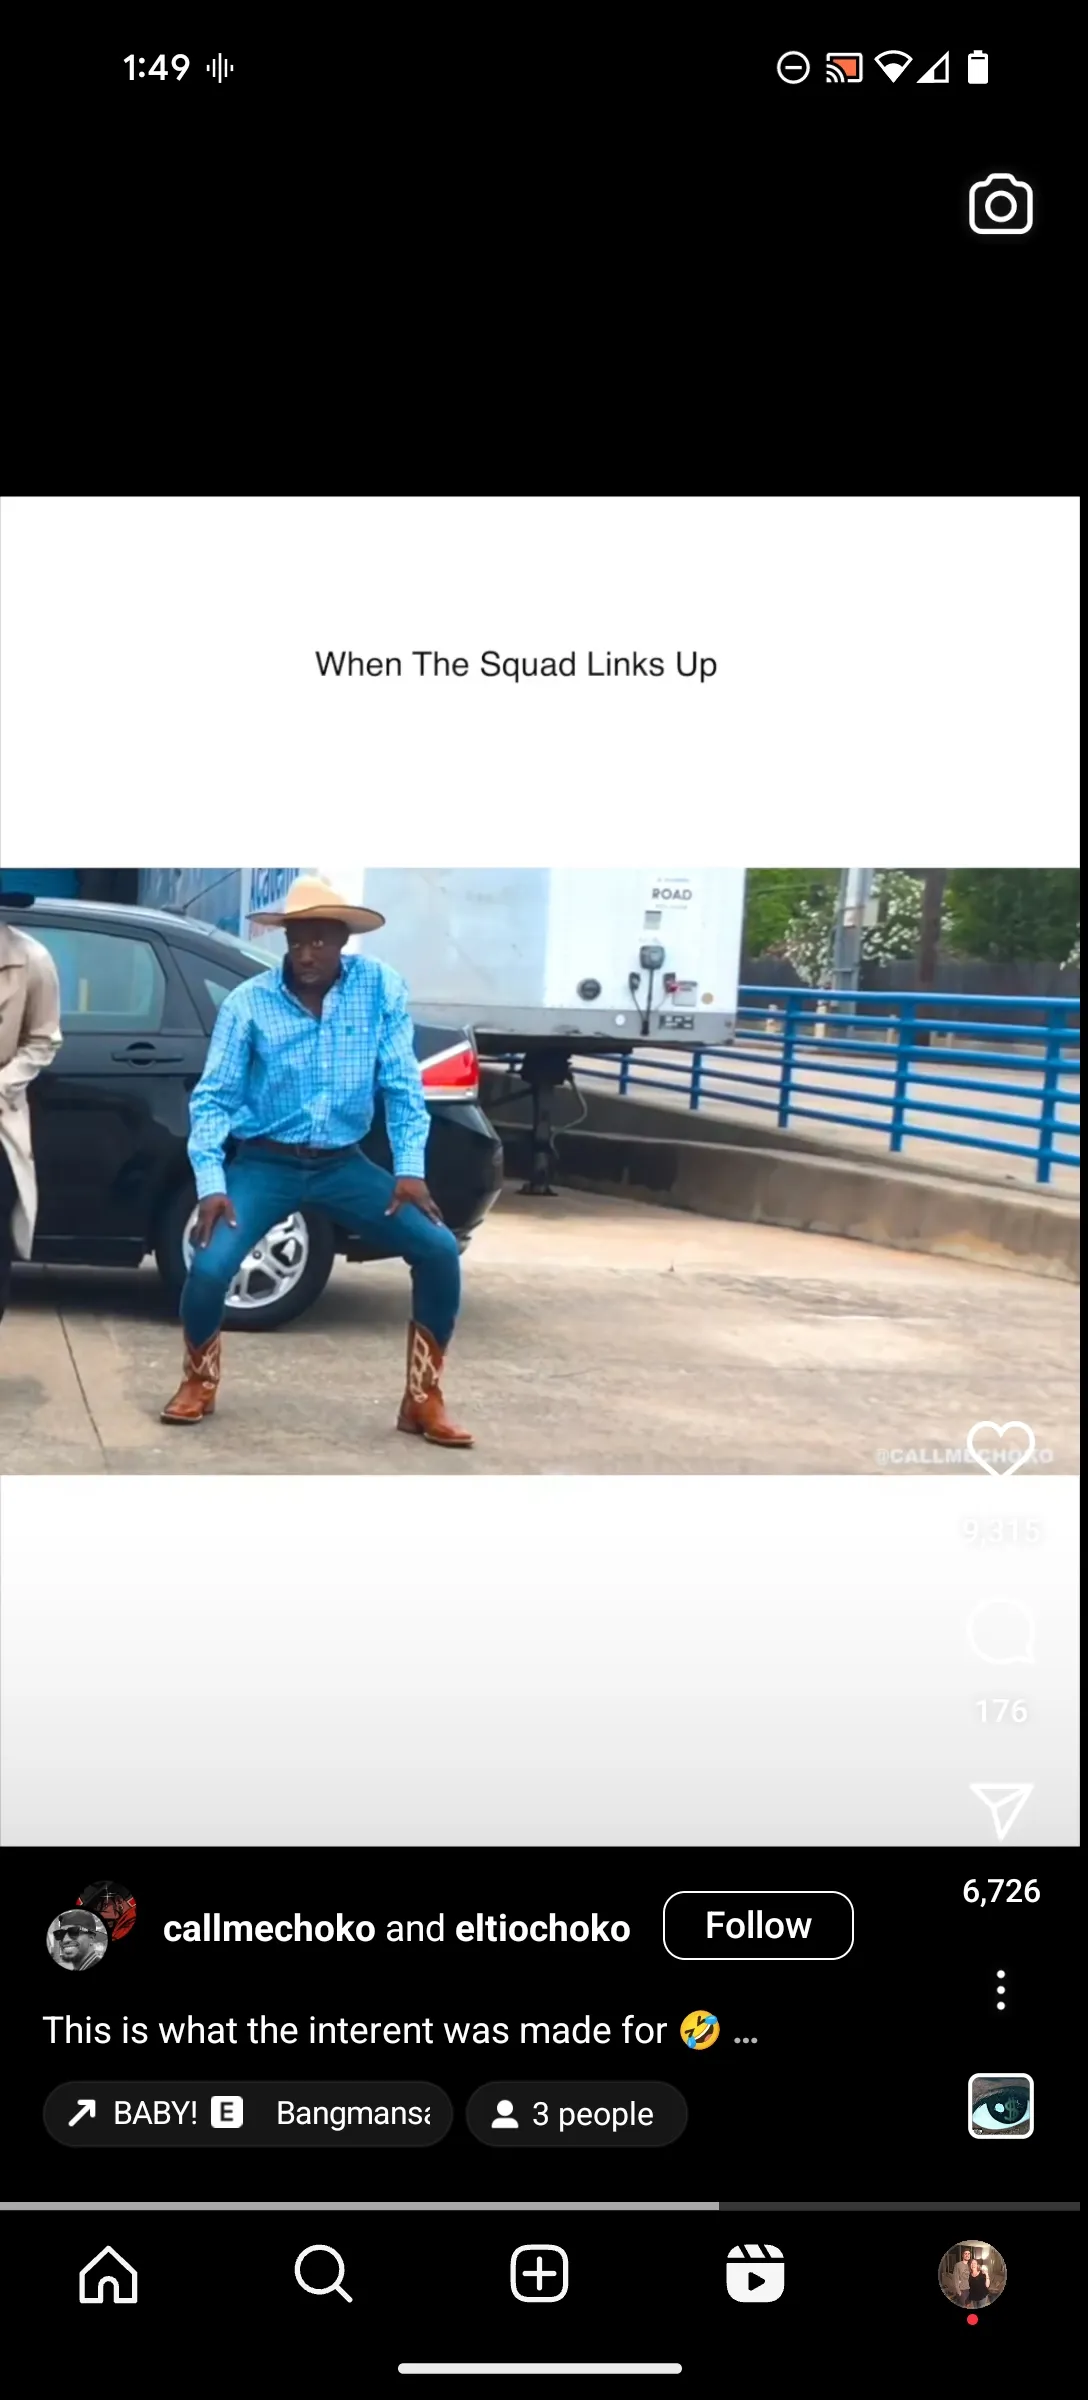 1:49
When The Squad Links Up
ROAD
@CALLMECHOKO
9,315
176
6,726
callmechoko and eltiochoko
Follow
This is what the interent was made for 🤣 ...
BABY! E Bangmansa
3 people